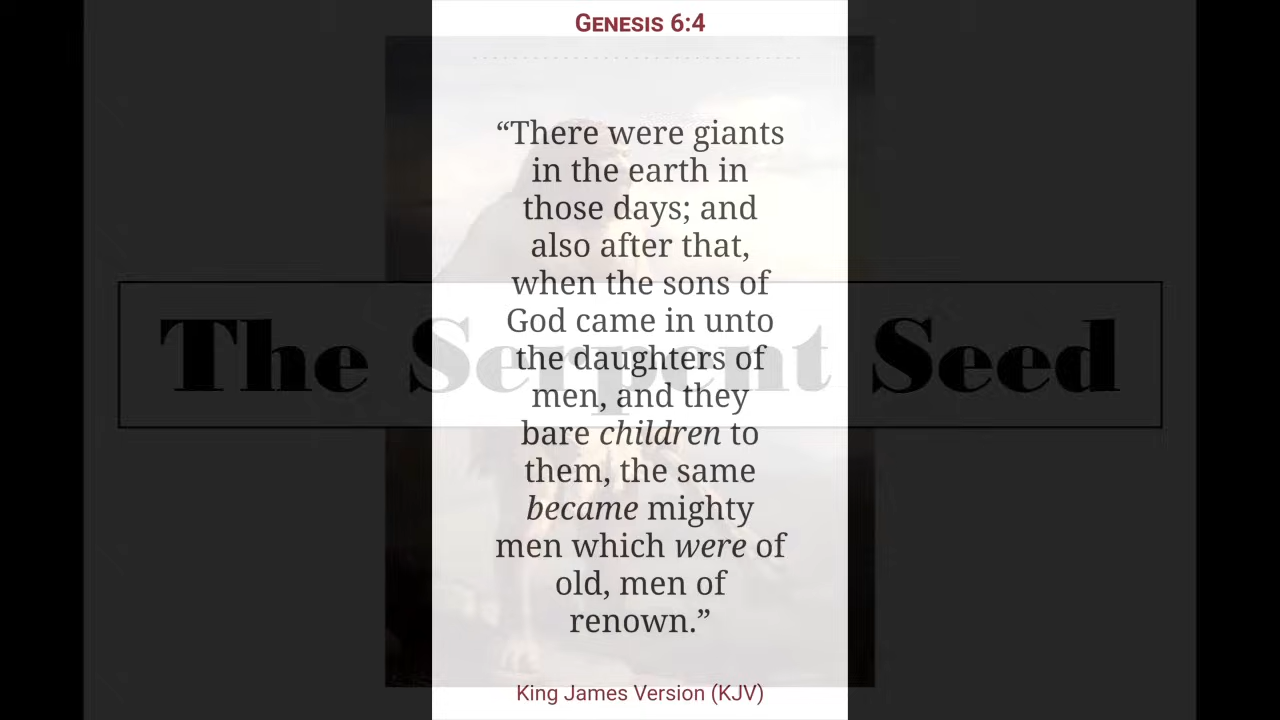 GENESIS 6:4
“There were giants
in the earth in
those days; and
also after that,
when the sons of
God came in unto
the daughters of
men, and they
bare children to
them, the same
became mighty
men which were of
old, men of
renown.”
The Serpent Seed
King James Version (KJV)